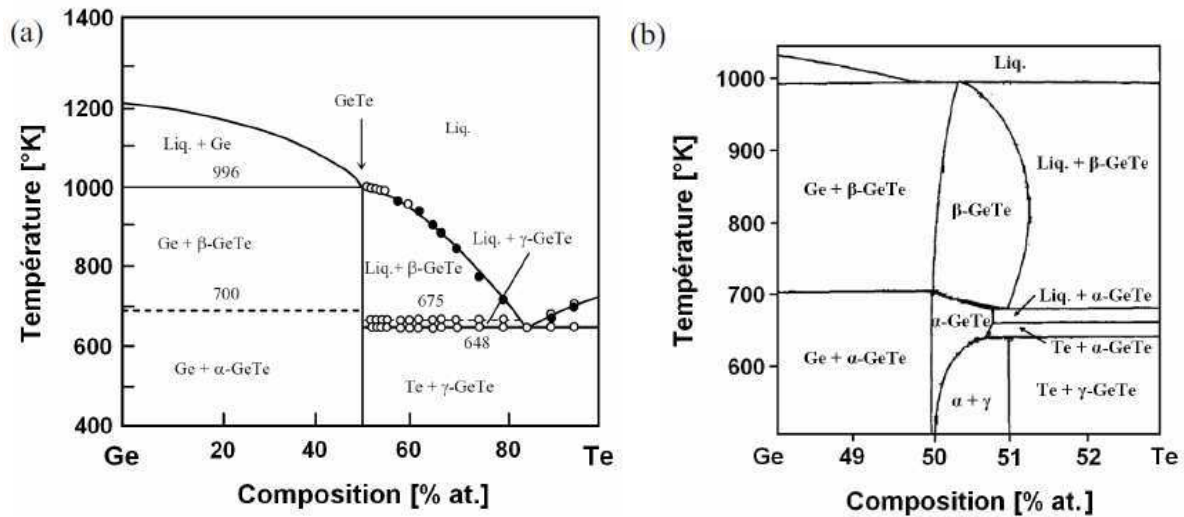 (a)
1400
1200
1000
800
600
400
Température [°K]
GeTe
Liq.
Liq. + Ge
996
Ge + β-GeTe
Liq. + γ-GeTe
Liq.+ β-GeTe
700
675
648
Ge + α-GeTe
Te + γ-GeTe
Ge
20
40
60
80
Te
Composition [% at.]
(b)
1000
900
800
700
600
Température [°K]
Liq.
Liq. + β-GeTe
Ge + β-GeTe
β-GeTe
Liq. + α-GeTe
α-GeTe
Te + α-GeTe
Ge + α-GeTe
α + γ
Te + γ-GeTe
Ge
49
50
51
52
Te
Composition [% at.]